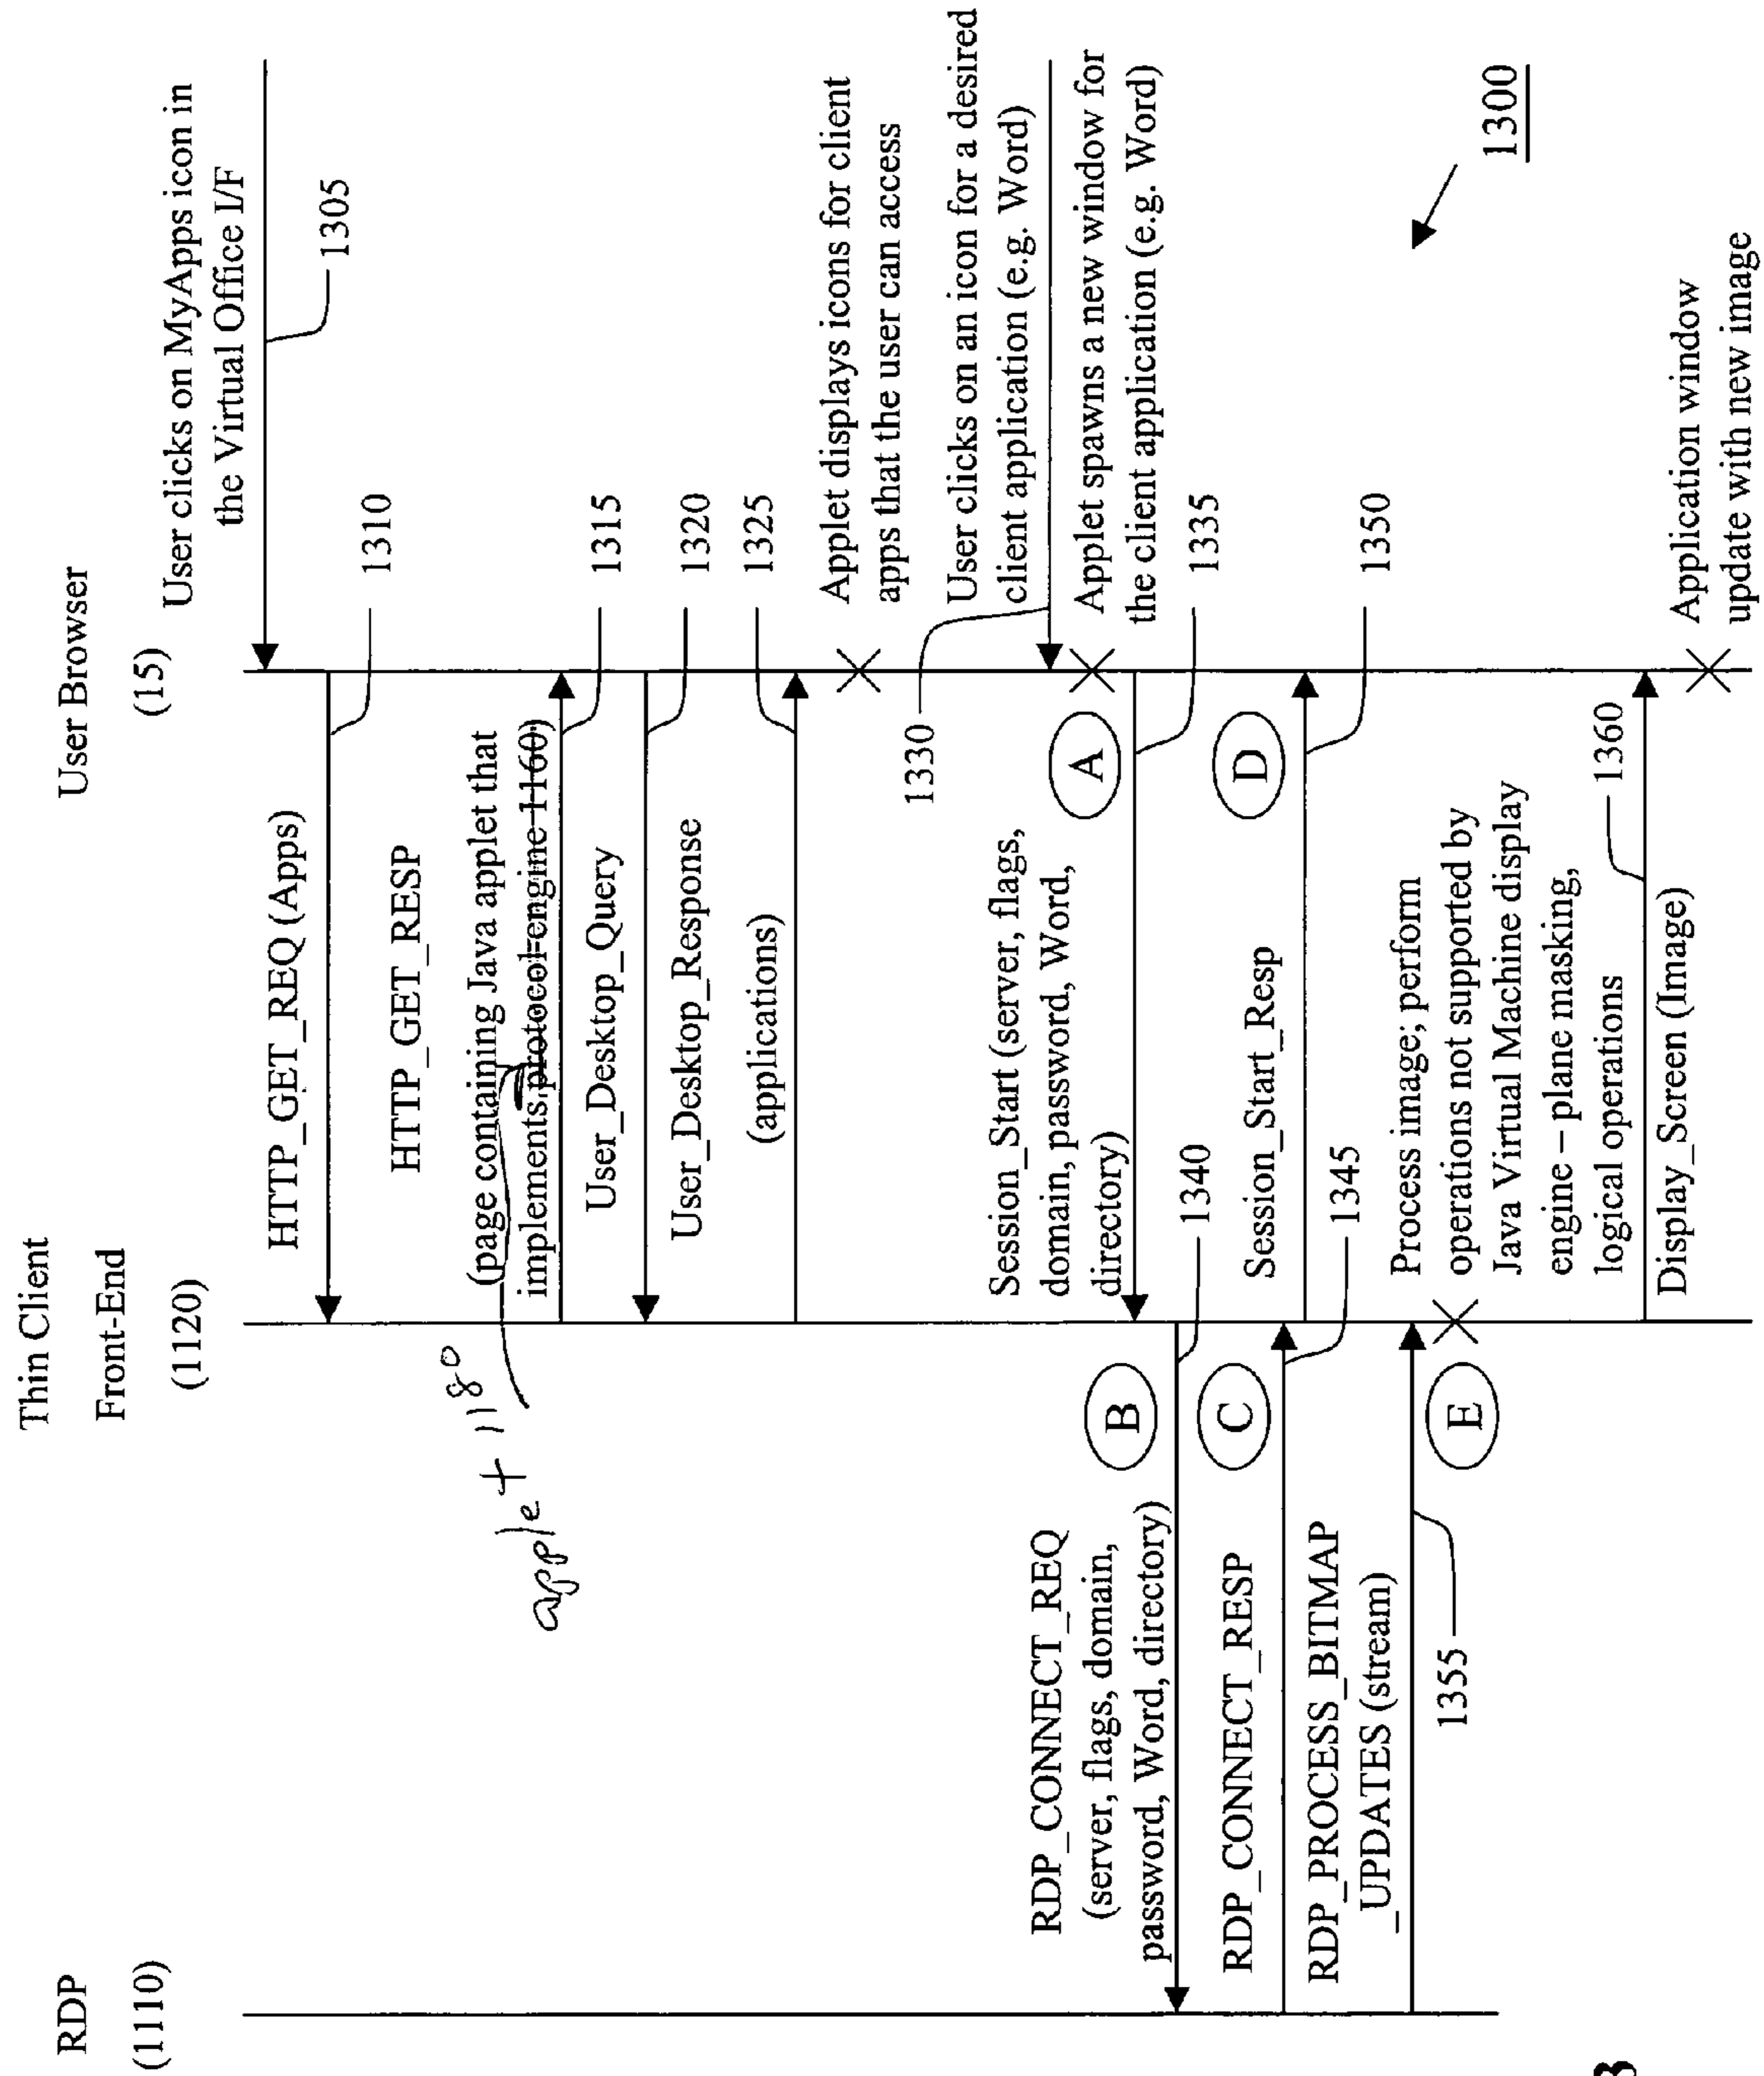 RDP
(1110)
Thin Client
Front-End
(1120)
User Browser
(15)
User clicks on MyApps icon in
the Virtual Office I/F
1305
HTTP_GET_REQ (Apps)
1310
HTTP_GET_RESP
(page containing Java applet that
implements protocol engine 1160)
applet 1180
1315
User_Desktop_Query
1320
User_Desktop_Response
(applications)
1325
Applet displays icons for client
apps that the user can access
User clicks on an icon for a desired
client application (e.g. Word)
1330
Applet spawns a new window for
the client application (e.g. Word)
Session_Start (server, flags,
domain, password, Word,
directory)
A
1335
RDP_CONNECT_REQ
(server, flags, domain,
password, Word, directory)
B
1340
RDP_CONNECT_RESP
C
1345
Session_Start_Resp
D
1350
RDP_PROCESS_BITMAP
_UPDATES (stream)
1355
E
Process image; perform
operations not supported by
Java Virtual Machine display
engine – plane masking,
logical operations
1360
Display_Screen (Image)
Application window
update with new image
1300